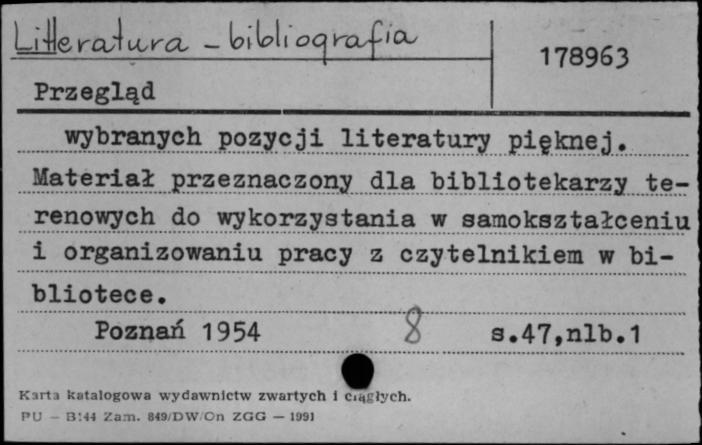 Litteratura - bibliografia
178963
Przegląd
wybranych pozycji literatury pięknej.
Materiał przeznaczony dla bibliotekarzy te-
renowych do wykorzystania w samokształceniu
i organizowaniu pracy z czytelnikiem w bi-
bliotece.
Poznań 1954 8 s.47,nlb.1
Karta katalogowa wydawnictw zwartych i ciągłych.
PU - B144 Zam. 849/DW/On ZGG — 1991